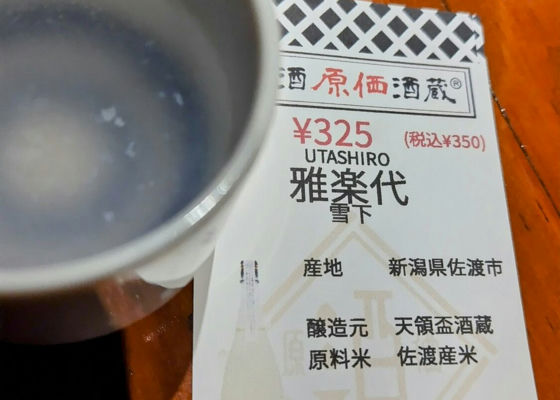 酒原価酒蔵®
¥325 (税込¥350)
UTASHIRO
雅楽代
雪下
産地 新潟県佐渡市
醸造元 天領盃酒蔵
原料米 佐渡産米